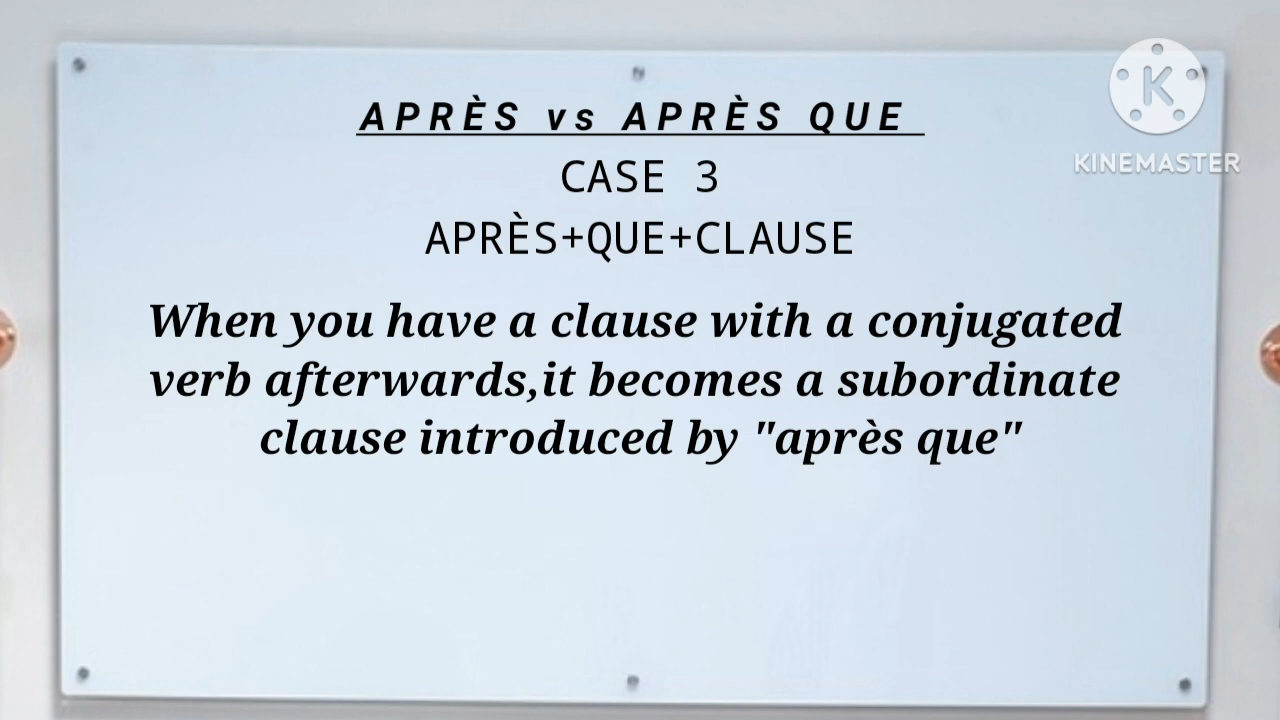 APRÈS vs APRÈS QUE
CASE 3
APRÈS+QUE+CLAUSE
When you have a clause with a conjugated
verb afterwards,it becomes a subordinate
clause introduced by "après que"
K
KINEMASTER